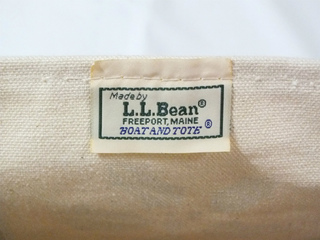 Made by
L.L.Bean®
FREEPORT, MAINE
BOAT AND TOTE®